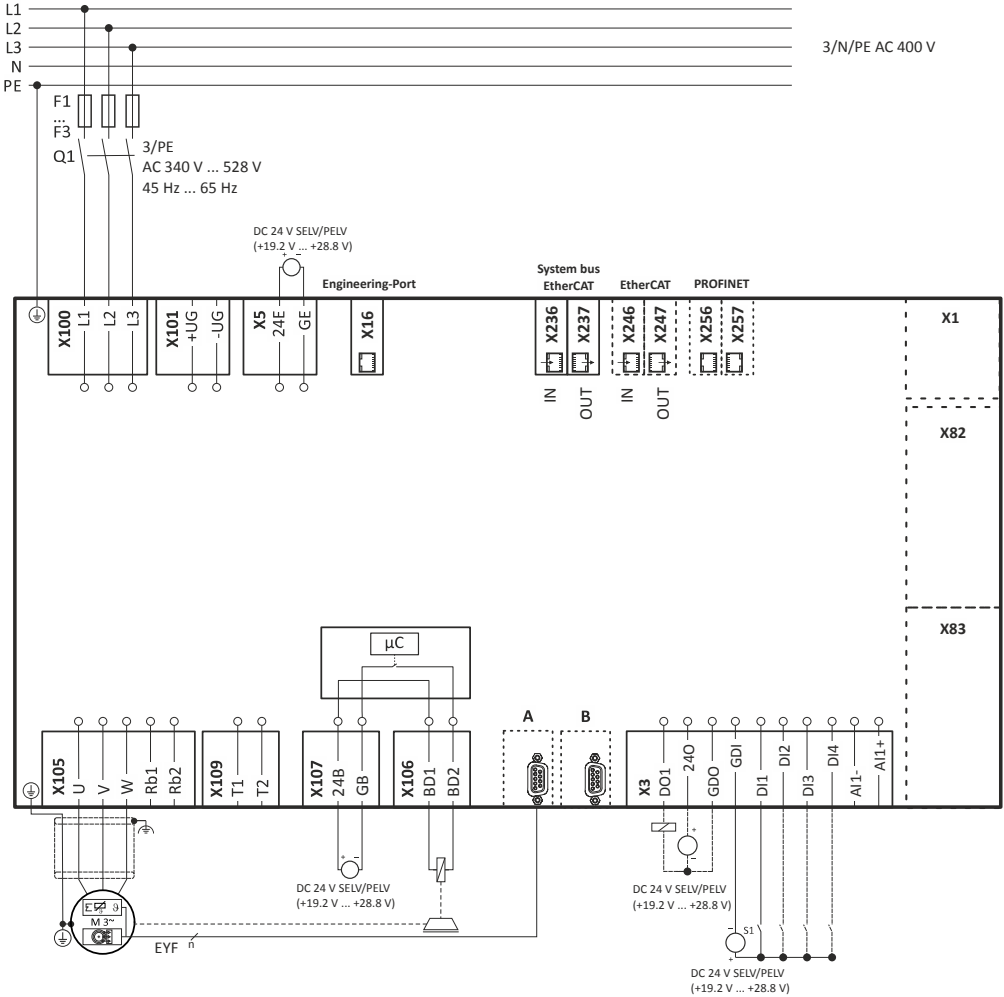 L1
L2
L3
N
PE
3/N/PE AC 400 V
F1
...
F3
Q1
3/PE
AC 340 V ... 528 V
45 Hz ... 65 Hz
DC 24 V SELV/PELV
(+19.2 V ... +28.8 V)
+ −
Engineering-Port
System bus
EtherCAT
EtherCAT
PROFINET
X100
L1
L2
L3
X101
+UG
-UG
X5
24E
GE
X16
X236
X237
X246
X247
X256
X257
IN
OUT
IN
OUT
X1
X82
X83
µC
A
B
X105
U
V
W
Rb1
Rb2
X109
T1
T2
X107
24B
GB
X106
BD1
BD2
X3
DO1
24O
GDO
GDI
DI1
DI2
DI3
DI4
AI1-
AI1+
+ −
DC 24 V SELV/PELV
(+19.2 V ... +28.8 V)
+
−
DC 24 V SELV/PELV
(+19.2 V ... +28.8 V)
ϑ
M 3~
EYF
n
−
S1
+
DC 24 V SELV/PELV
(+19.2 V ... +28.8 V)